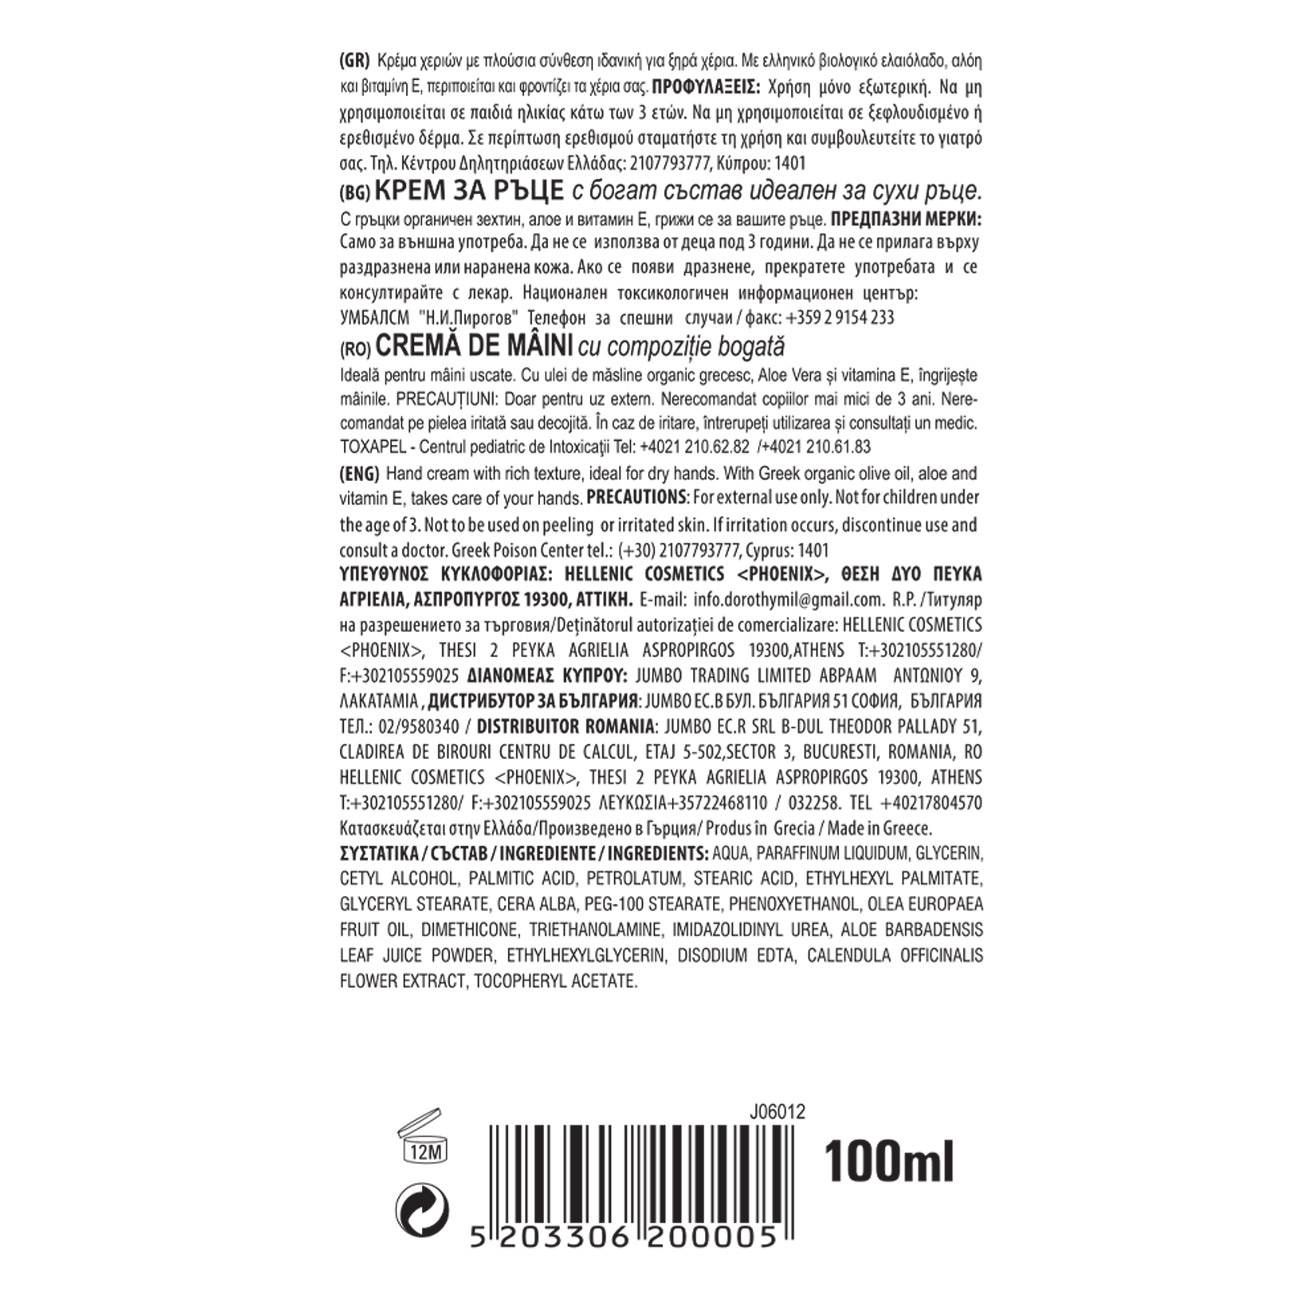 (GR) Κρέμα χεριών με πλούσια σύνθεση ιδανική για ξηρά χέρια. Με ελληνικό βιολογικό ελαιόλαδο, αλόη
και βιταμίνη Ε, περιποιείται και φροντίζει τα χέρια σας. ΠΡΟΦΥΛΑΞΕΙΣ: Χρήση μόνο εξωτερική. Να μη
χρησιμοποιείται σε παιδιά ηλικίας κάτω των 3 ετών. Να μη χρησιμοποιείται σε ξεφλουδισμένο ή
ερεθισμένο δέρμα. Σε περίπτωση ερεθισμού σταματήστε τη χρήση και συμβουλευτείτε το γιατρό
σας. Τηλ. Κέντρου Δηλητηριάσεων Ελλάδας: 2107793777, Κύπρου: 1401
(BG) КРЕМ ЗА РЪЦЕ с богат състав идеален за сухи ръце.
С гръцки органичен зехтин, алое и витамин Е, грижи се за вашите ръце. ПРЕДПАЗНИ МЕРКИ:
Само за външна употреба. Да не се използва от деца под 3 години. Да не се прилага върху
раздразнена или наранена кожа. Ако се появи дразнене, прекратете употребата и се
консултирайте с лекар. Национален токсикологичен информационен център:
УМБАЛСМ "Н.И.Пирогов" Телефон за спешни случаи / факс: +359 2 9154 233
(RO) CREMĂ DE MÂINI cu compoziție bogată
Ideală pentru mâini uscate. Cu ulei de măsline organic grecesc, Aloe Vera și vitamina E, îngrijește
mâinile. PRECAUȚIUNI: Doar pentru uz extern. Nerecomandat copiilor mai mici de 3 ani. Nere-
comandat pe pielea iritată sau decojită. În caz de iritare, întrerupeți utilizarea și consultați un medic.
TOXAPEL - Centrul pediatric de Intoxicaţii Tel: +4021 210.62.82 /+4021 210.61.83
(ENG) Hand cream with rich texture, ideal for dry hands. With Greek organic olive oil, aloe and
vitamin E, takes care of your hands. PRECAUTIONS: For external use only. Not for children under
the age of 3. Not to be used on peeling or irritated skin. If irritation occurs, discontinue use and
consult a doctor. Greek Poison Center tel.: (+30) 2107793777, Cyprus: 1401
ΥΠΕΥΘΥΝΟΣ ΚΥΚΛΟΦΟΡΙΑΣ: HELLENIC COSMETICS <PHOENIX>, ΘΕΣΗ ΔΥΟ ΠΕΥΚΑ
ΑΓΡΙΕΛΙΑ, ΑΣΠΡΟΠΥΡΓΟΣ 19300, ΑΤΤΙΚΗ. E-mail: info.dorothymil@gmail.com. R.P. /Титуляр
на разрешението за търговия/Deținătorul autorizației de comercializare: HELLENIC COSMETICS
<PHOENIX>, THESI 2 PEYKA AGRIELIA ASPROPIRGOS 19300,ATHENS T:+302105551280/
F:+302105559025 ΔΙΑΝΟΜΕΑΣ ΚΥΠΡΟΥ: JUMBO TRADING LIMITED ΑΒΡΑΑΜ ΑΝΤΩΝΙΟΥ 9,
ΛΑΚΑΤΑΜΙΑ , ДИСТРИБУТОР ЗА БЪЛГАРИЯ: JUMBO EC.B БУЛ. БЪЛГАРИЯ 51 СОФИЯ, БЪЛГАРИЯ
ТЕЛ.: 02/9580340 / DISTRIBUITOR ROMANIA: JUMBO EC.R SRL B-DUL THEODOR PALLADY 51,
CLADIREA DE BIROURI CENTRU DE CALCUL, ETAJ 5-502,SECTOR 3, BUCURESTI, ROMANIA, RO
HELLENIC COSMETICS <PHOENIX>, THESI 2 PEYKA AGRIELIA ASPROPIRGOS 19300, ATHENS
T:+302105551280/ F:+302105559025 ΛΕΥΚΩΣΙΑ+35722468110 / 032258. TEL +40217804570
Κατασκευάζεται στην Ελλάδα/Произведено в Гърция/ Produs în Grecia / Made in Greece.
ΣΥΣΤΑΤΙΚΑ / СЪСТАВ / INGREDIENTE / INGREDIENTS: AQUA, PARAFFINUM LIQUIDUM, GLYCERIN,
CETYL ALCOHOL, PALMITIC ACID, PETROLATUM, STEARIC ACID, ETHYLHEXYL PALMITATE,
GLYCERYL STEARATE, CERA ALBA, PEG-100 STEARATE, PHENOXYETHANOL, OLEA EUROPAEA
FRUIT OIL, DIMETHICONE, TRIETHANOLAMINE, IMIDAZOLIDINYL UREA, ALOE BARBADENSIS
LEAF JUICE POWDER, ETHYLHEXYLGLYCERIN, DISODIUM EDTA, CALENDULA OFFICINALIS
FLOWER EXTRACT, TOCOPHERYL ACETATE.
J06012
12M
100ml
5 203306 200005